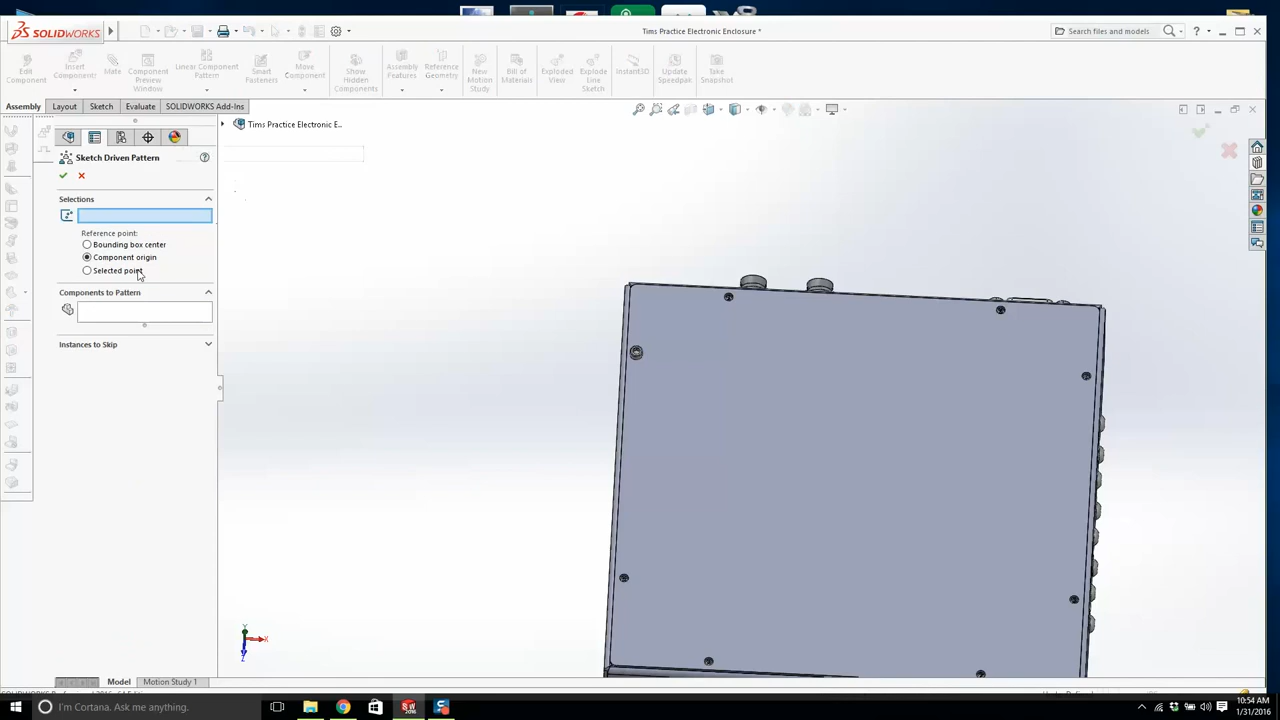 SOLIDWORKS
Tims Practice Electronic Enclosure *
Search files and models
Edit Component
Insert Components
Mate
Component Preview Window
Linear Component Pattern
Smart Fasteners
Move Component
Show Hidden Components
Assembly Features
Reference Geometry
New Motion Study
Bill of Materials
Exploded View
Explode Line Sketch
Instant3D
Update Speedpak
Take Snapshot
Assembly
Layout
Sketch
Evaluate
SOLIDWORKS Add-Ins
Tims Practice Electronic E...
Sketch Driven Pattern
Selections
Reference point:
Bounding box center
Component origin
Selected point
Components to Pattern
Instances to Skip
Y
X
Z
Model
Motion Study 1
I'm Cortana. Ask me anything.
SW
2016
S
10:54 AM
1/31/2016